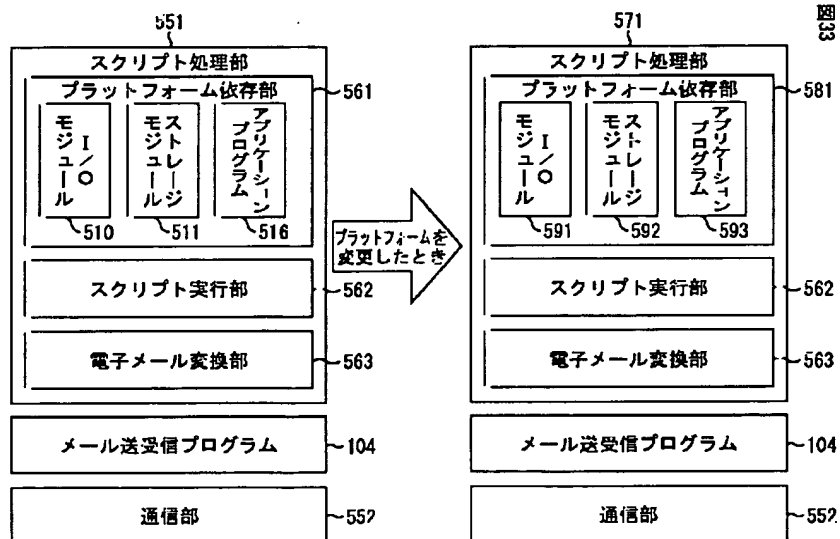 図33
551
スクリプト処理部
プラットフォーム依存部
561
I/O
モジュール
ストレージ
モジュール
アプリケーション
プログラム
510
511
516
スクリプト実行部
562
電子メール変換部
563
メール送受信プログラム
104
通信部
552
プラットフォームを
変更したとき
571
スクリプト処理部
プラットフォーム依存部
581
I/O
モジュール
ストレージ
モジュール
アプリケーション
プログラム
591
592
593
スクリプト実行部
562
電子メール変換部
563
メール送受信プログラム
104
通信部
552